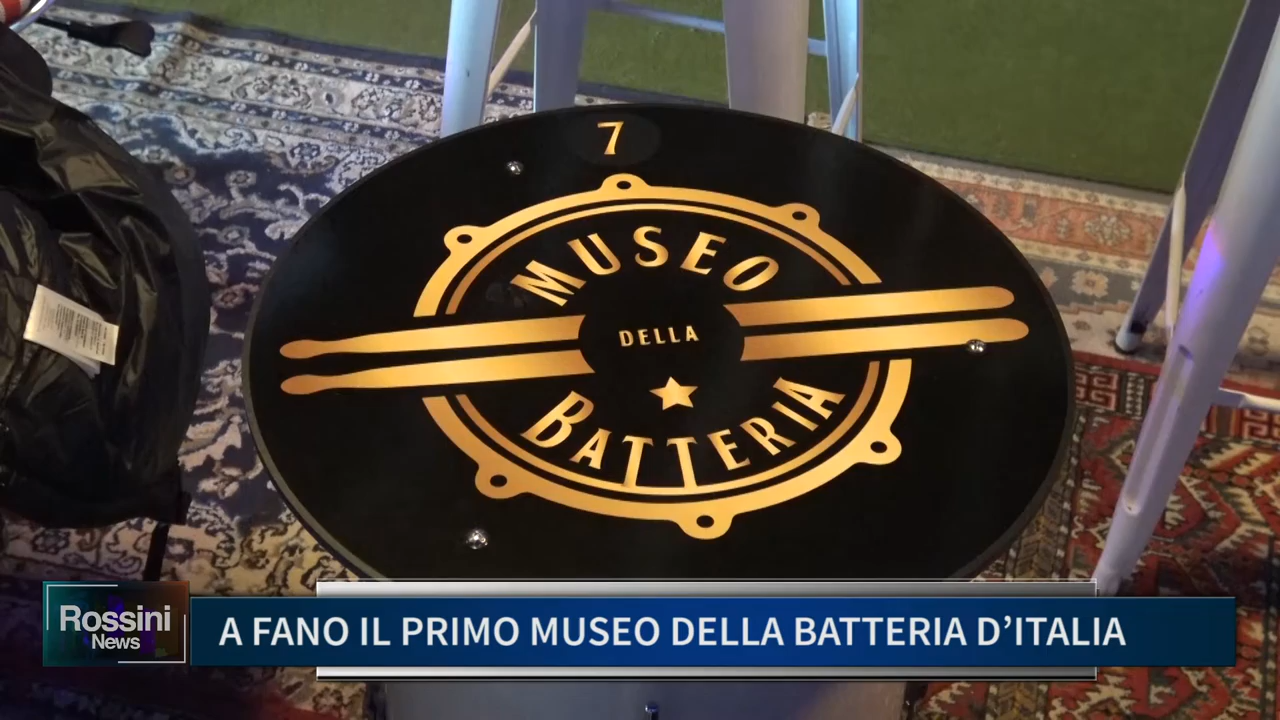 7
MUSEO
DELLA
BATTERIA
Rossini
News
A FANO IL PRIMO MUSEO DELLA BATTERIA D'ITALIA